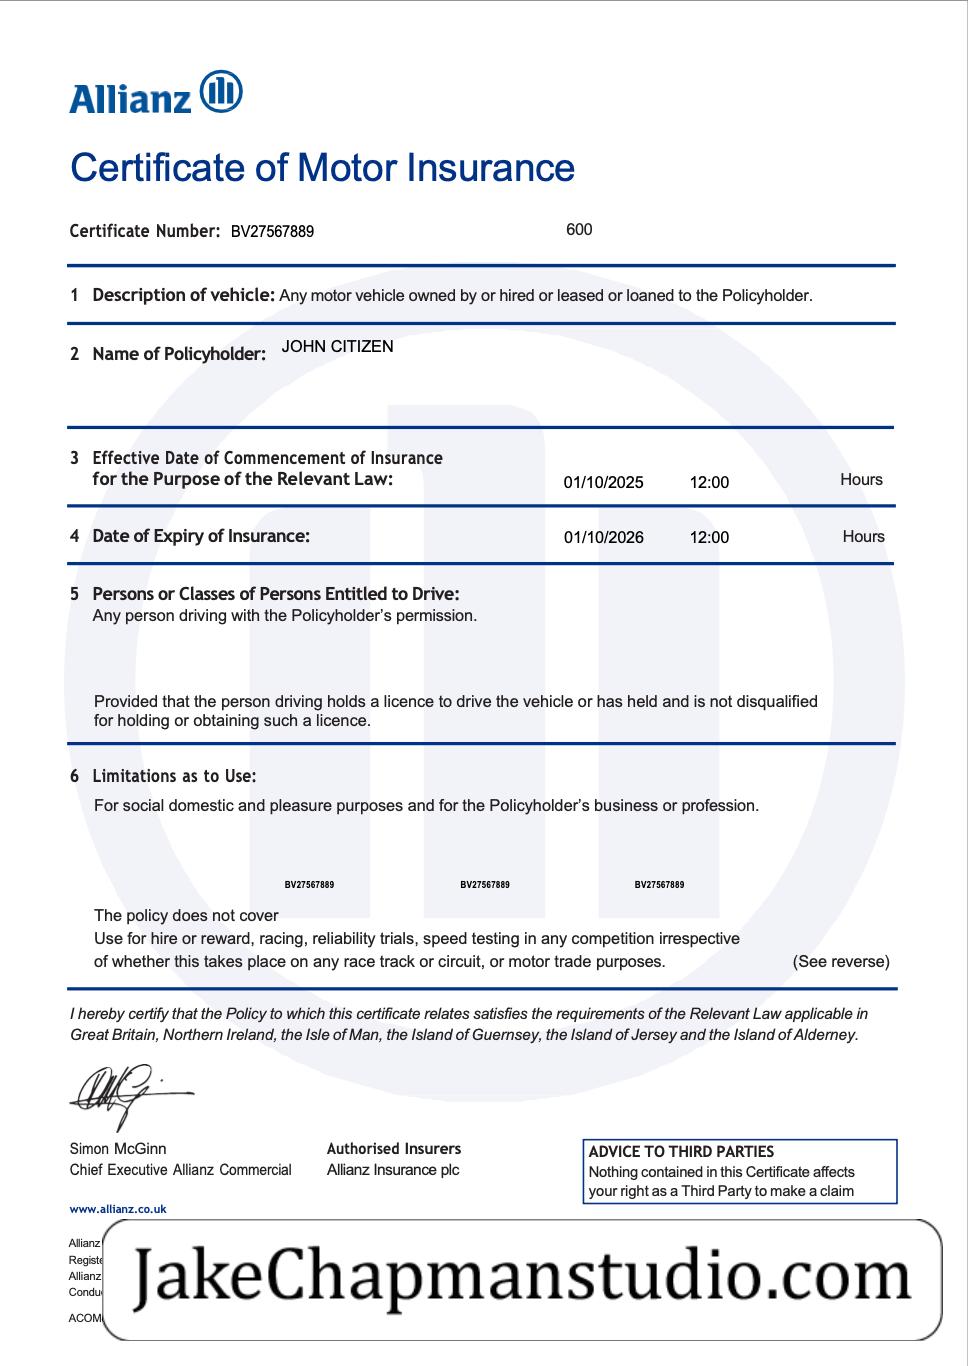 Allianz
Certificate of Motor Insurance
Certificate Number: BV27567889 600
1 Description of vehicle: Any motor vehicle owned by or hired or leased or loaned to the Policyholder.
2 Name of Policyholder: JOHN CITIZEN
3 Effective Date of Commencement of Insurance
for the Purpose of the Relevant Law: 01/10/2025 12:00 Hours
4 Date of Expiry of Insurance: 01/10/2026 12:00 Hours
5 Persons or Classes of Persons Entitled to Drive:
Any person driving with the Policyholder’s permission.
Provided that the person driving holds a licence to drive the vehicle or has held and is not disqualified
for holding or obtaining such a licence.
6 Limitations as to Use:
For social domestic and pleasure purposes and for the Policyholder’s business or profession.
BV27567889 BV27567889 BV27567889
The policy does not cover
Use for hire or reward, racing, reliability trials, speed testing in any competition irrespective
of whether this takes place on any race track or circuit, or motor trade purposes. (See reverse)
I hereby certify that the Policy to which this certificate relates satisfies the requirements of the Relevant Law applicable in
Great Britain, Northern Ireland, the Isle of Man, the Island of Guernsey, the Island of Jersey and the Island of Alderney.
Simon McGinn Authorised Insurers ADVICE TO THIRD PARTIES
Chief Executive Allianz Commercial Allianz Insurance plc Nothing contained in this Certificate affects
your right as a Third Party to make a claim
www.allianz.co.uk
Allianz
Allianz
JakeChapmanstudio.com